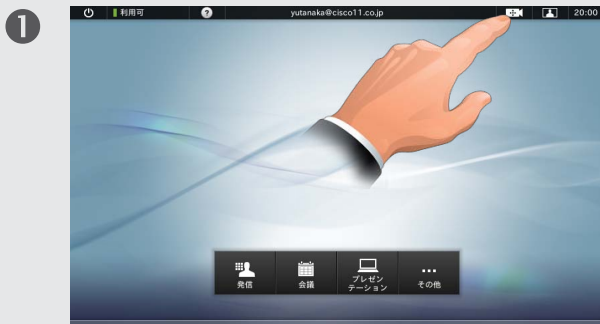 1
利用可
?
yutanaka@cisco11.co.jp
20:00
発信
会議
プレゼン
テーション
その他